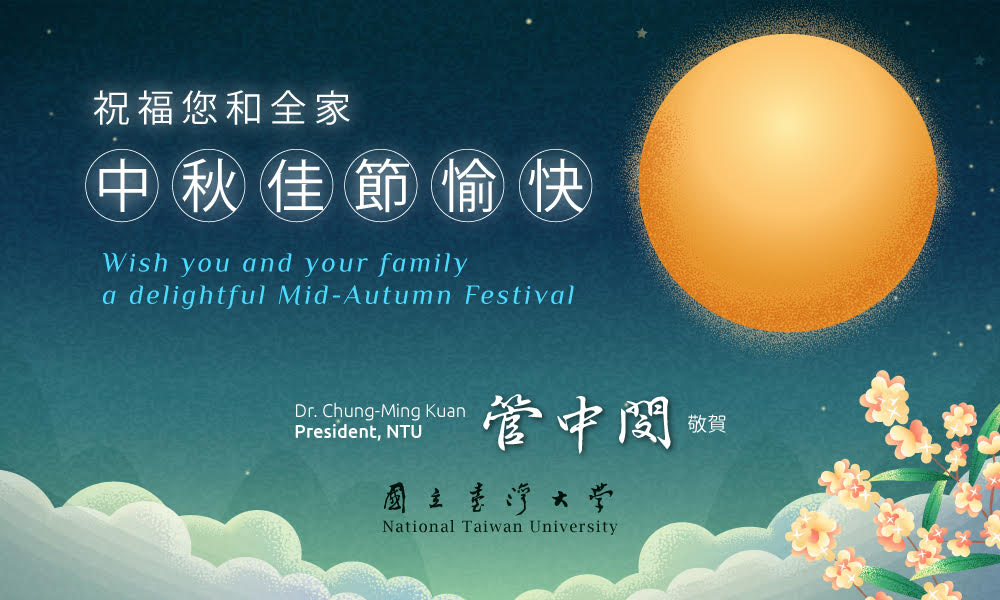 祝福您和全家
中秋佳節愉快
Wish you and your family
a delightful Mid-Autumn Festival
Dr. Chung-Ming Kuan
President, NTU
管中閔 敬賀
國立臺灣大學
National Taiwan University